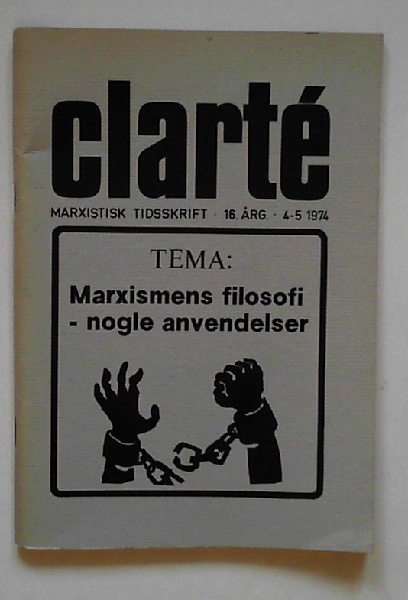 clarté
MARXISTISK TIDSSKRIFT · 16. ÅRG. · 4-5 1974
TEMA:
Marxismens filosofi
- nogle anvendelser